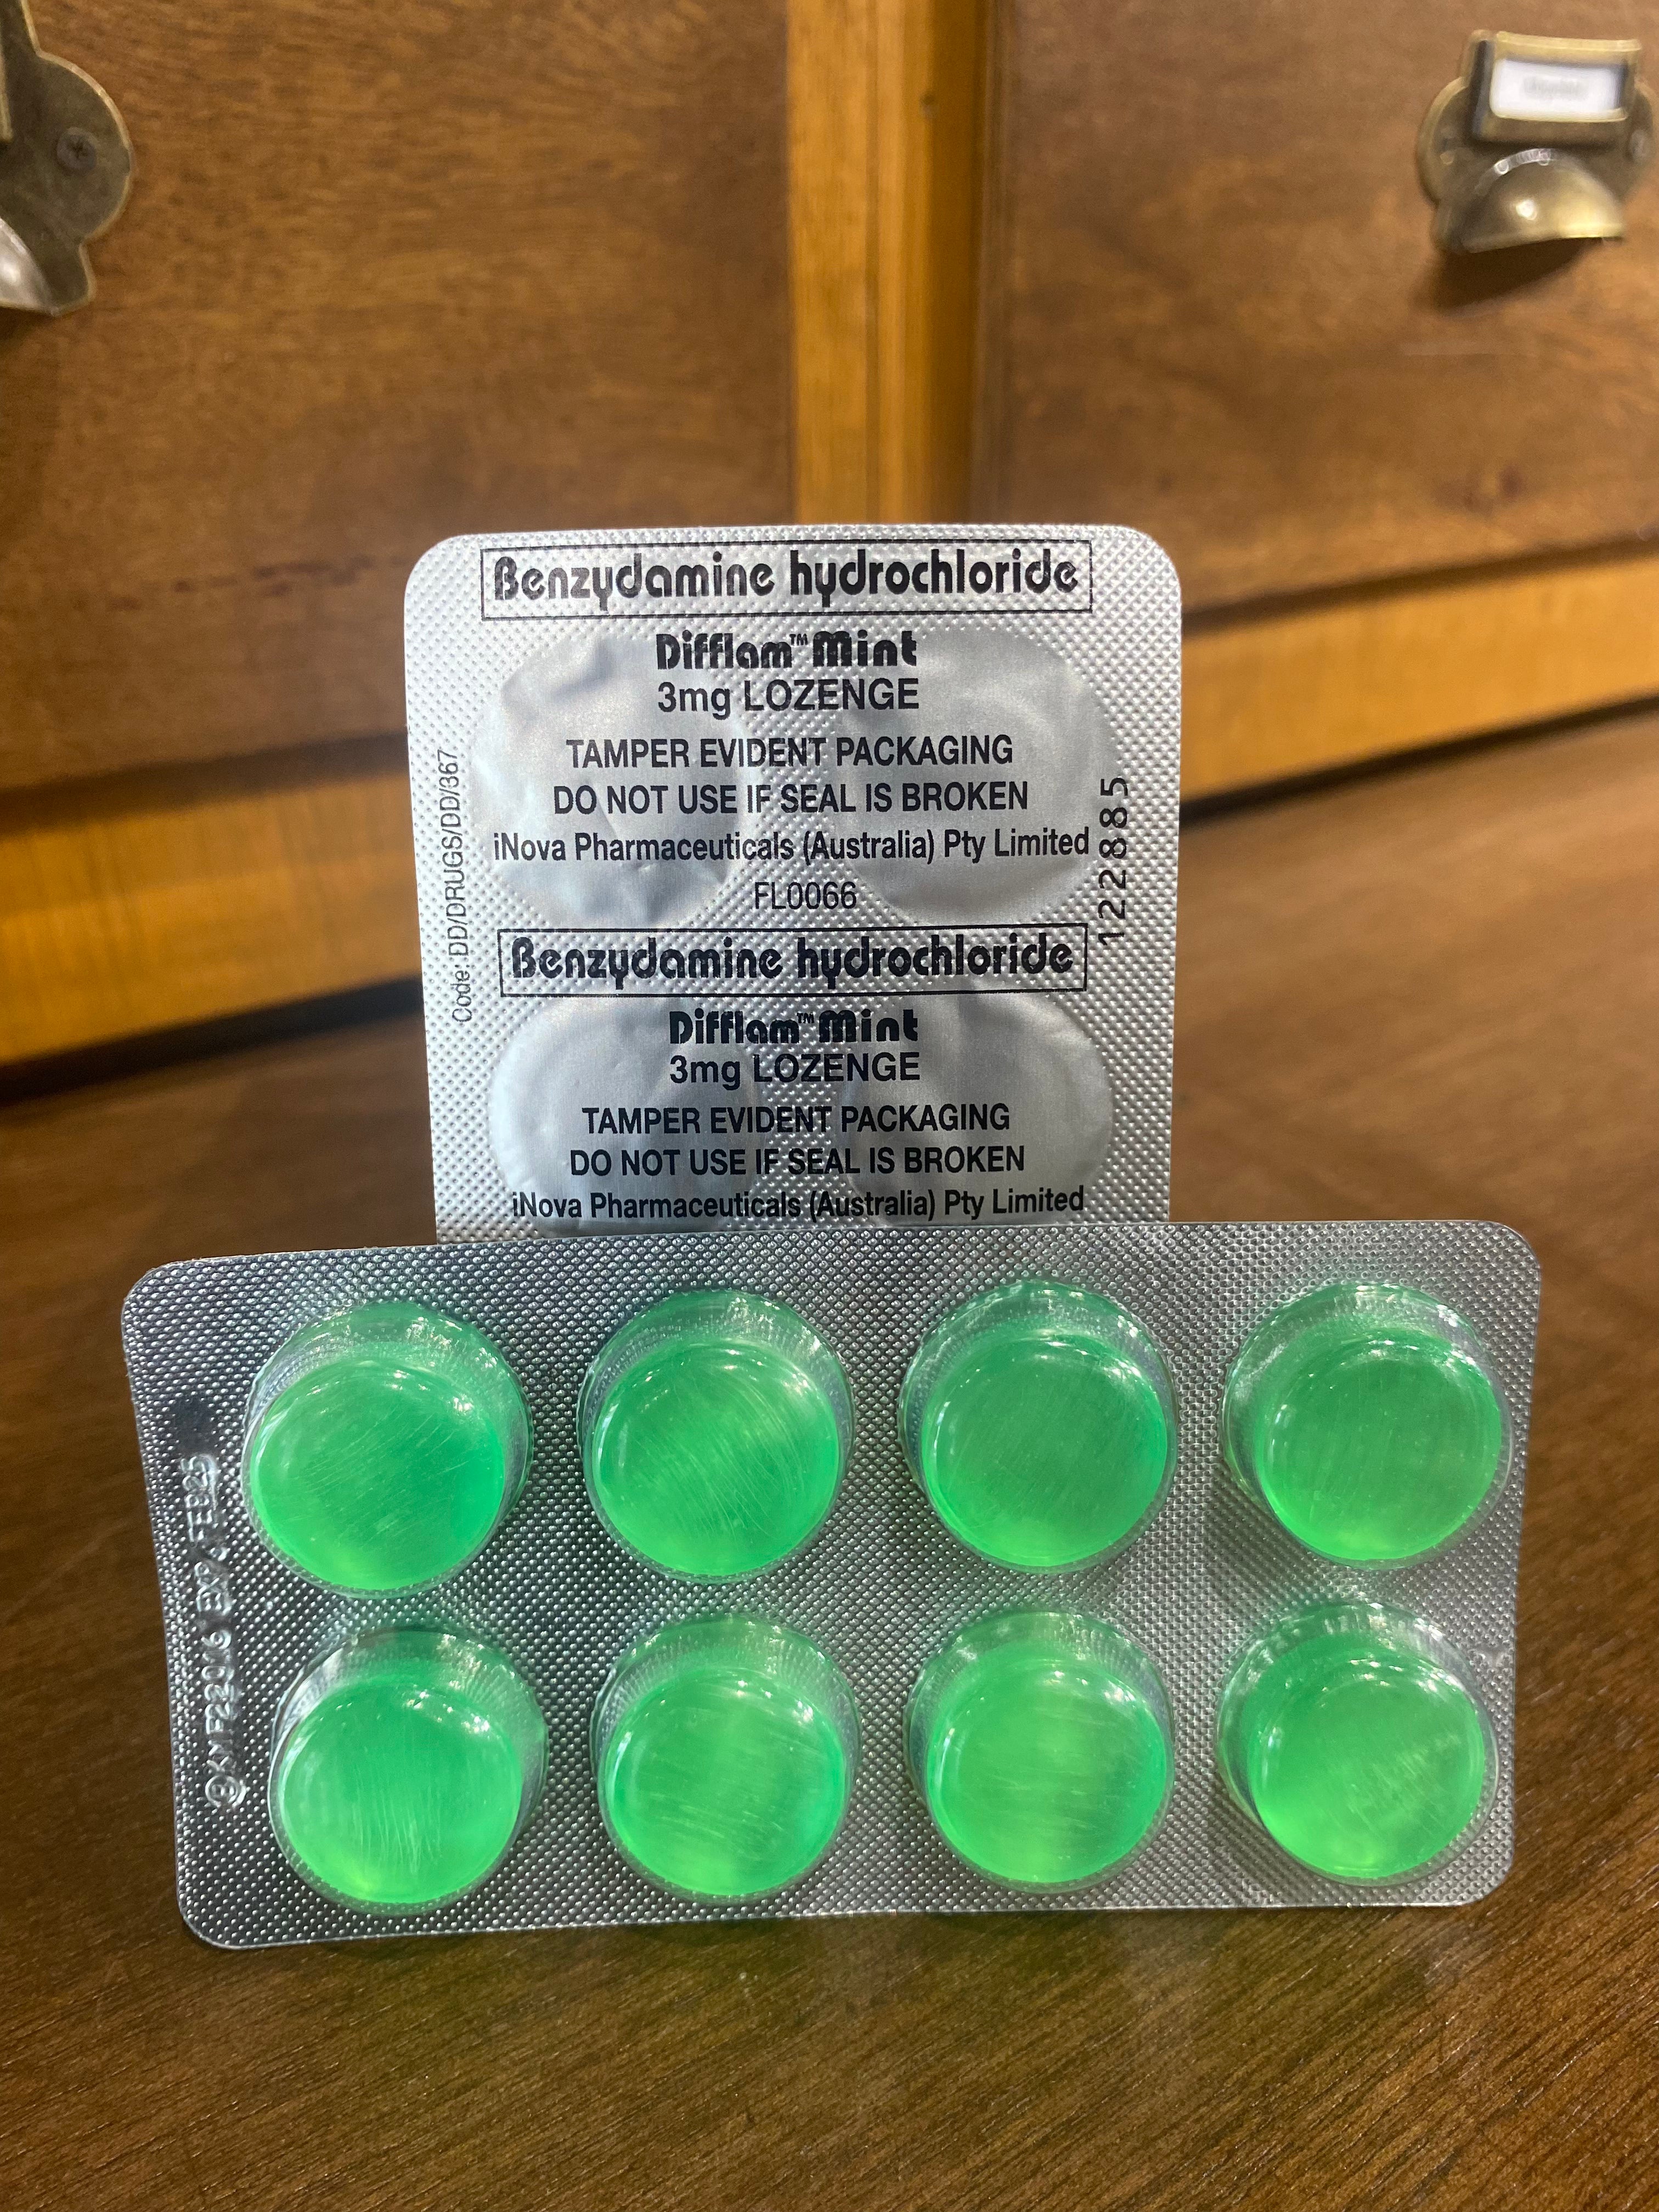 Benzydamine hydrochloride
Difflam™ Mint
3mg LOZENGE
TAMPER EVIDENT PACKAGING
DO NOT USE IF SEAL IS BROKEN
iNova Pharmaceuticals (Australia) Pty Limited
FL0066
Code: DD/DRUGS/DD/367
122885
Benzydamine hydrochloride
Difflam™ Mint
3mg LOZENGE
TAMPER EVIDENT PACKAGING
DO NOT USE IF SEAL IS BROKEN
iNova Pharmaceuticals (Australia) Pty Limited
FEB25